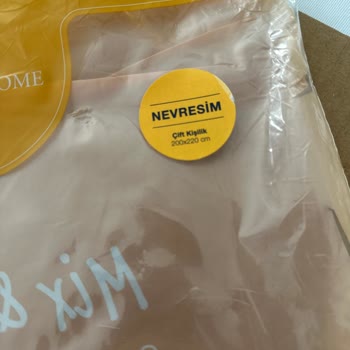 OME
NEVRESİM
Çift Kişilik
200x220 cm
Mix &